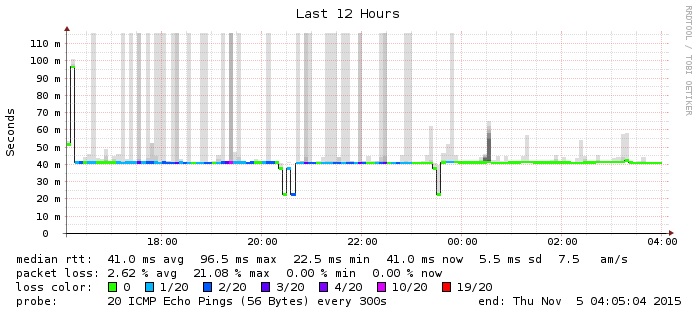 Last 12 Hours
RRDTOOL / TOBI OETIKER
Seconds
110 m
100 m
90 m
80 m
70 m
60 m
50 m
40 m
30 m
20 m
10 m
0
18:00 20:00 22:00 00:00 02:00 04:00
median rtt: 41.0 ms avg 96.5 ms max 22.5 ms min 41.0 ms now 5.5 ms sd 7.5 am/s
packet loss: 2.62 % avg 21.08 % max 0.00 % min 0.00 % now
loss color: 0 1/20 2/20 3/20 4/20 10/20 19/20
probe: 20 ICMP Echo Pings (56 Bytes) every 300s end: Thu Nov 5 04:05:04 2015